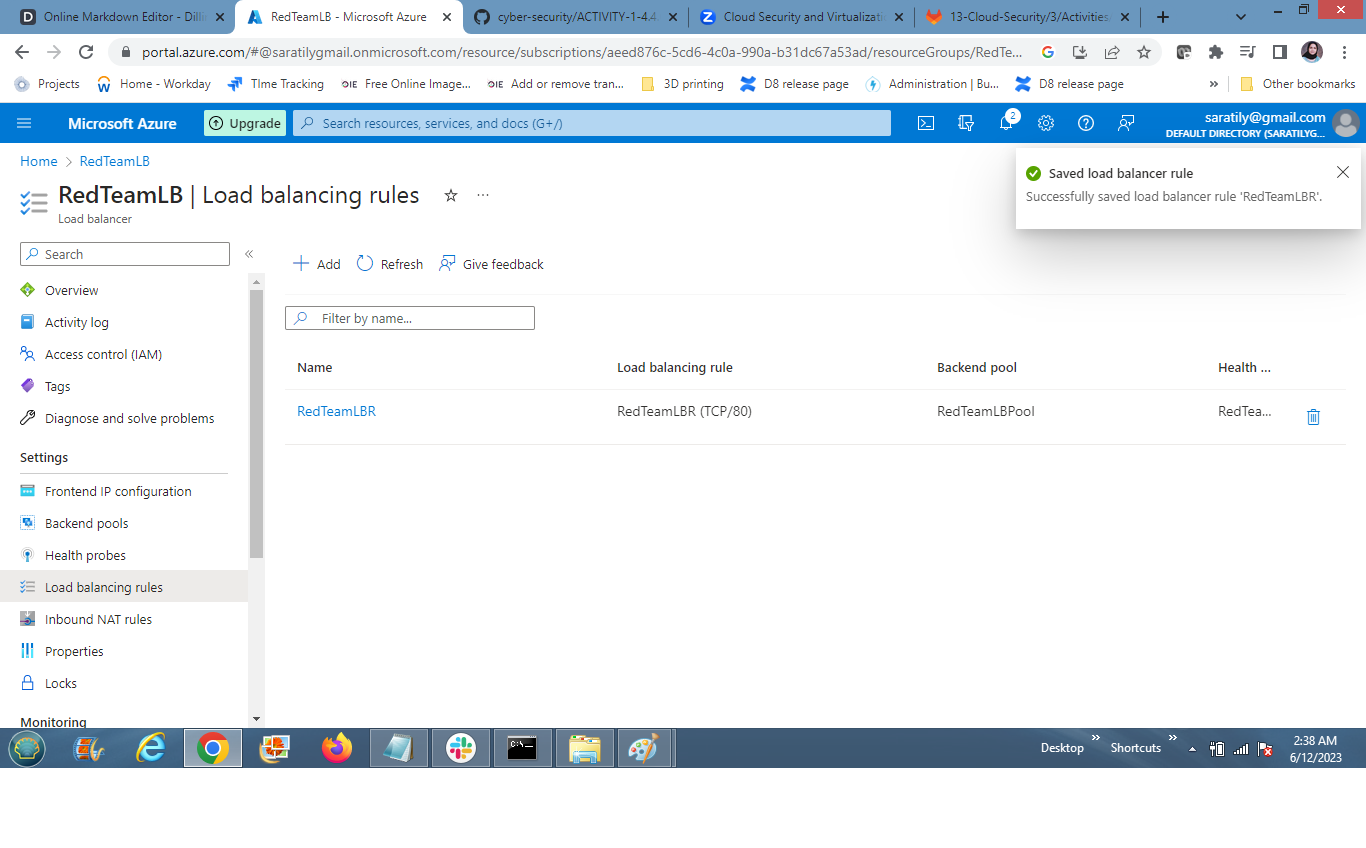 Online Markdown Editor - Dilli
RedTeamLB - Microsoft Azure
cyber-security/ACTIVITY-1-4.4.
Cloud Security and Virtualizati
13-Cloud-Security/3/Activities
portal.azure.com/#@saratilygmail.onmicrosoft.com/resource/subscriptions/aeed876c-5cd6-4c0a-990a-b31dc67a53ad/resourceGroups/RedTe...
Projects
Home - Workday
TIme Tracking
OIE Free Online Image...
OIE Add or remove tran...
3D printing
D8 release page
Administration | Bu...
D8 release page
»
Other bookmarks
Microsoft Azure
Upgrade
Search resources, services, and docs (G+/)
2
saratily@gmail.com
DEFAULT DIRECTORY (SARATILYG...
Home > RedTeamLB
Saved load balancer rule
Successfully saved load balancer rule 'RedTeamLBR'.
RedTeamLB | Load balancing rules
...
Load balancer
Search
«
Add
Refresh
Give feedback
Overview
Activity log
Access control (IAM)
Tags
Diagnose and solve problems
Settings
Frontend IP configuration
Backend pools
Health probes
Load balancing rules
Inbound NAT rules
Properties
Locks
Monitoring
Filter by name...
Name Load balancing rule Backend pool Health ...
RedTeamLBR RedTeamLBR (TCP/80) RedTeamLBPool RedTea...
Desktop »
Shortcuts »
2:38 AM
6/12/2023